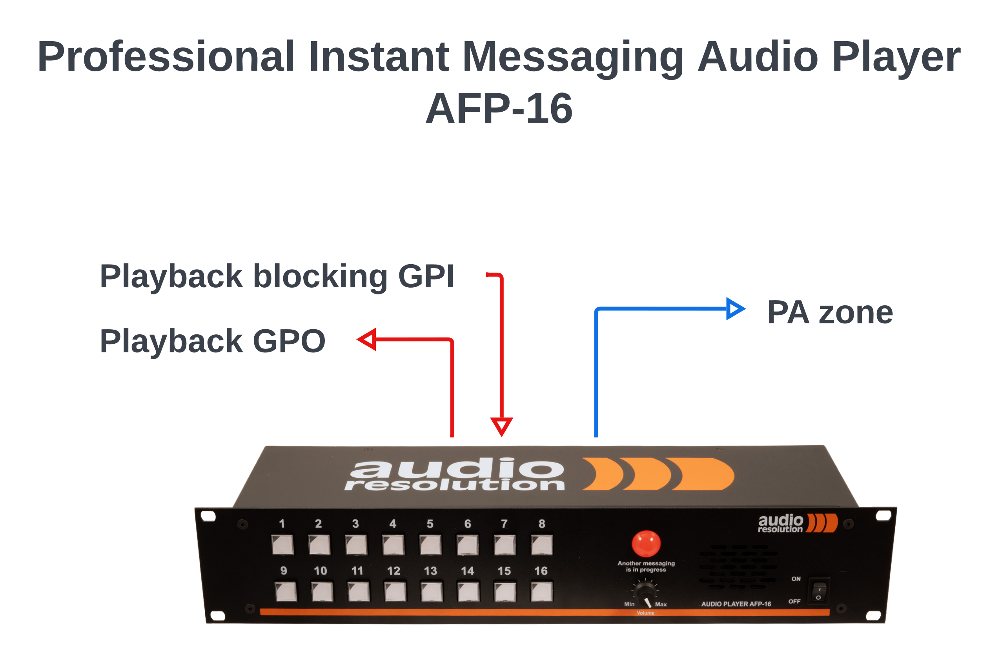 Professional Instant Messaging Audio Player
AFP-16
Playback blocking GPI
PA zone
Playback GPO
audio
resolution
audio
resolution
1 2 3 4 5 6 7 8
Another messaging
is in progress
9 10 11 12 13 14 15 16
ON
OFF
Min Max
Volume
AUDIO PLAYER AFP-16